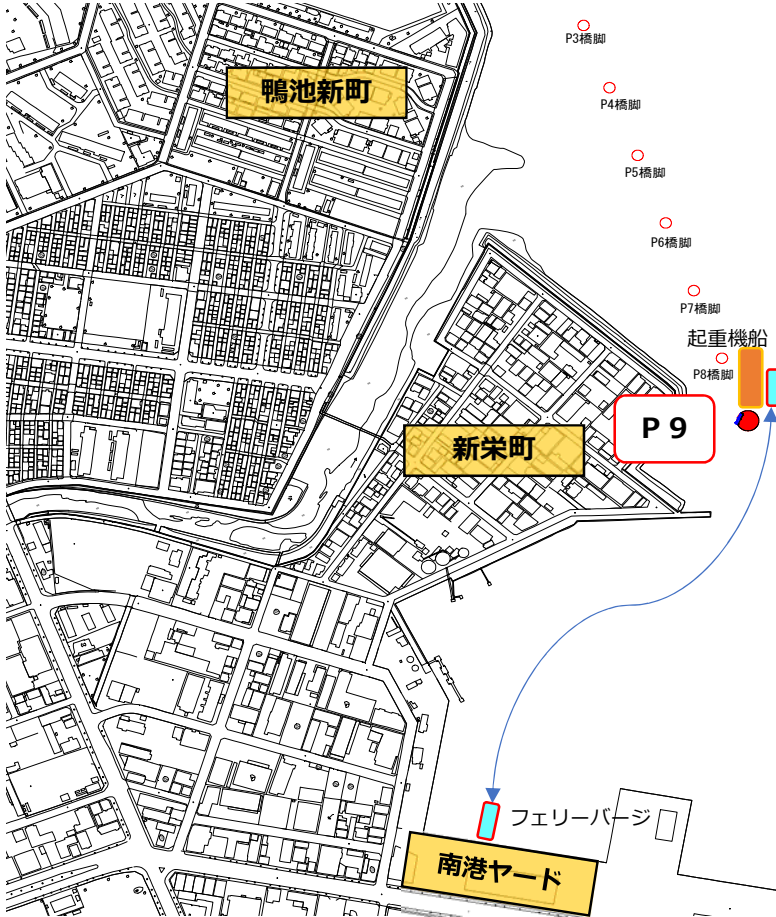 P3橋脚
鴨池新町
P4橋脚
P5橋脚
P6橋脚
P7橋脚
起重機船
P8橋脚
P 9
新栄町
フェリーバージ
南港ヤード